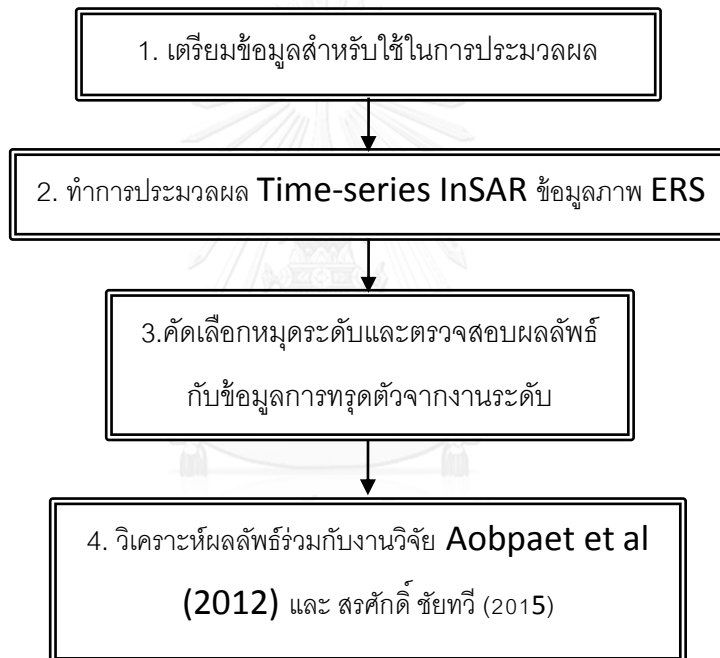 1. เตรียมข้อมูลสำหรับใช้ในการประมวลผล
2. ทำการประมวลผล Time-series InSAR ข้อมูลภาพ ERS
3.คัดเลือกหมุดระดับและตรวจสอบผลลัพธ์
กับข้อมูลการทรุดตัวจากงานระดับ
4. วิเคราะห์ผลลัพธ์ร่วมกับงานวิจัย Aobpaet et al
(2012) และ สรศักดิ์ ชัยทวี (2015)